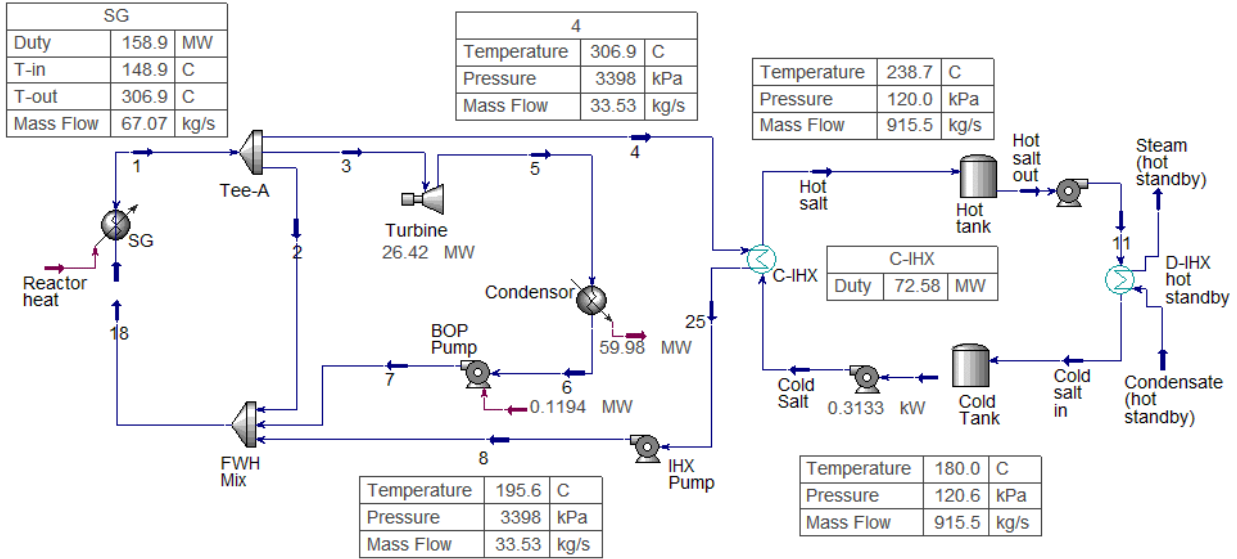 SG
Duty 158.9 MW
T-in 148.9 C
T-out 306.9 C
Mass Flow 67.07 kg/s
4
Temperature 306.9 C
Pressure 3398 kPa
Mass Flow 33.53 kg/s
Temperature 238.7 C
Pressure 120.0 kPa
Mass Flow 915.5 kg/s
1
Tee-A
3
5
4
2
Turbine
26.42 MW
SG
Reactor
heat
18
Condensor
59.98 MW
BOP
Pump
7
6
0.1194 MW
FWH
Mix
8
IHX
Pump
25
C-IHX
Hot
salt
Hot
tank
Hot
salt
out
Steam
(hot
standby)
11
D-IHX
hot
standby
C-IHX
Duty 72.58 MW
Cold
Salt
0.3133 kW
Cold
Tank
Cold
salt
in
Condensate
(hot
standby)
Temperature 195.6 C
Pressure 3398 kPa
Mass Flow 33.53 kg/s
Temperature 180.0 C
Pressure 120.6 kPa
Mass Flow 915.5 kg/s